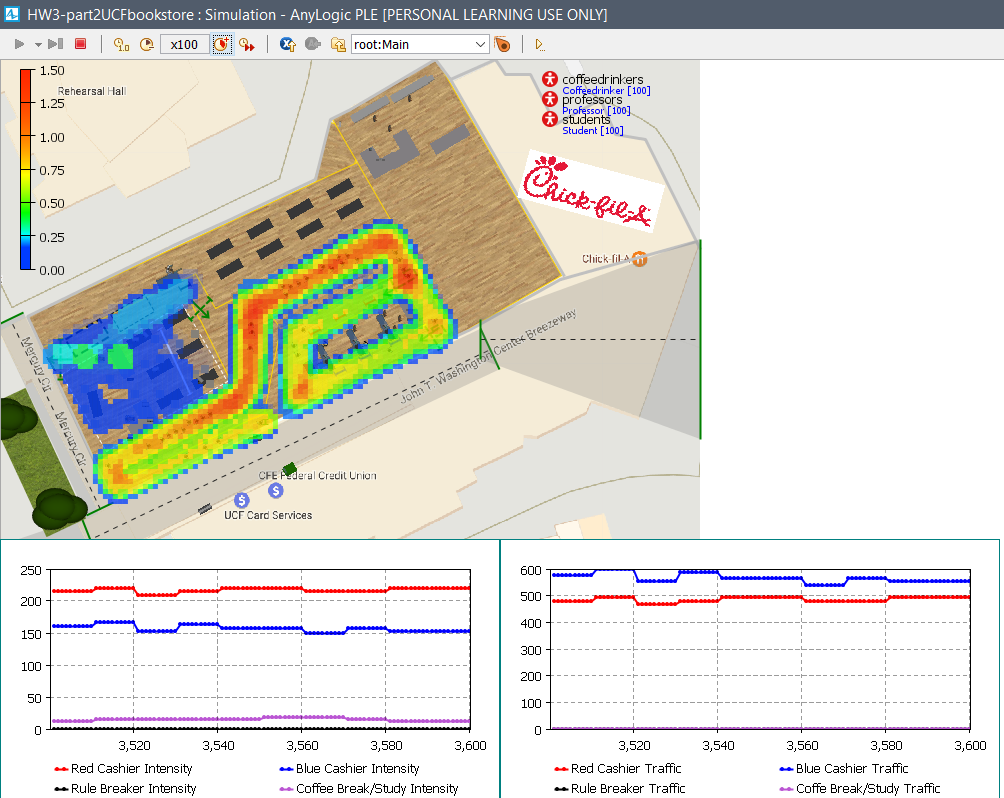 HW3-part2UCFbookstore : Simulation - AnyLogic PLE [PERSONAL LEARNING USE ONLY]
x100
root:Main
1.50
1.25
1.00
0.75
0.50
0.25
0.00
Rehearsal Hall
coffeedrinkers
Coffeedrinker [100]
professors
Professor [100]
students
Student [100]
Chick-fil-A
Chick-fil A
Mercury Cir
Mercury Cir
John T. Washington Center Breezeway
CFE Federal Credit Union
$
$
UCF Card Services
250
200
150
100
50
0
3,520
3,540
3,560
3,580
3,600
Red Cashier Intensity
Blue Cashier Intensity
Rule Breaker Intensity
Coffee Break/Study Intensity
600
500
400
300
200
100
0
3,520
3,540
3,560
3,580
3,600
Red Cashier Traffic
Blue Cashier Traffic
Rule Breaker Traffic
Coffe Break/Study Traffic